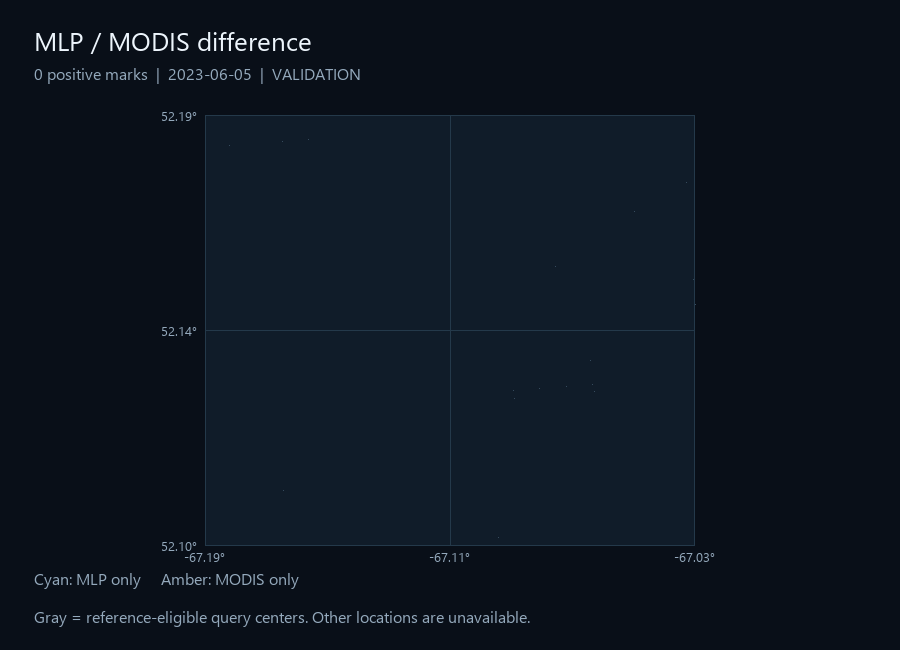 MLP / MODIS difference
0 positive marks | 2023-06-05 | VALIDATION
52.19°
52.14°
52.10°
-67.19° -67.11° -67.03°
Cyan: MLP only Amber: MODIS only
Gray = reference-eligible query centers. Other locations are unavailable.